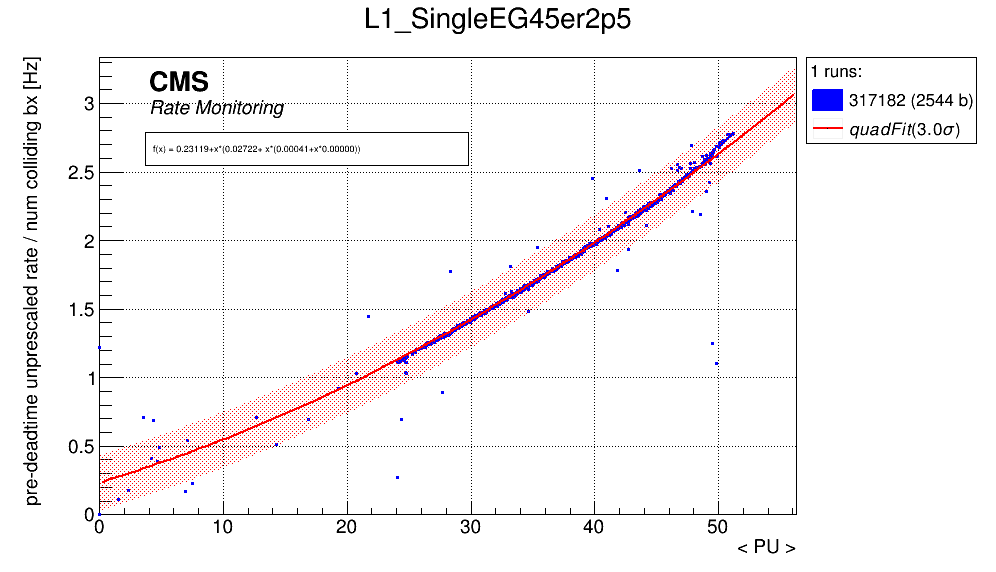 L1_SingleEG45er2p5
pre-deadtime unprescaled rate / num colliding bx [Hz]
CMS
Rate Monitoring
f(x) = 0.23119+x*(0.02722+ x*(0.00041+x*0.00000))
1 runs:
317182 (2544 b)
quadFit(3.0σ)
3
2.5
2
1.5
1
0.5
0
0 10 20 30 40 50
< PU >